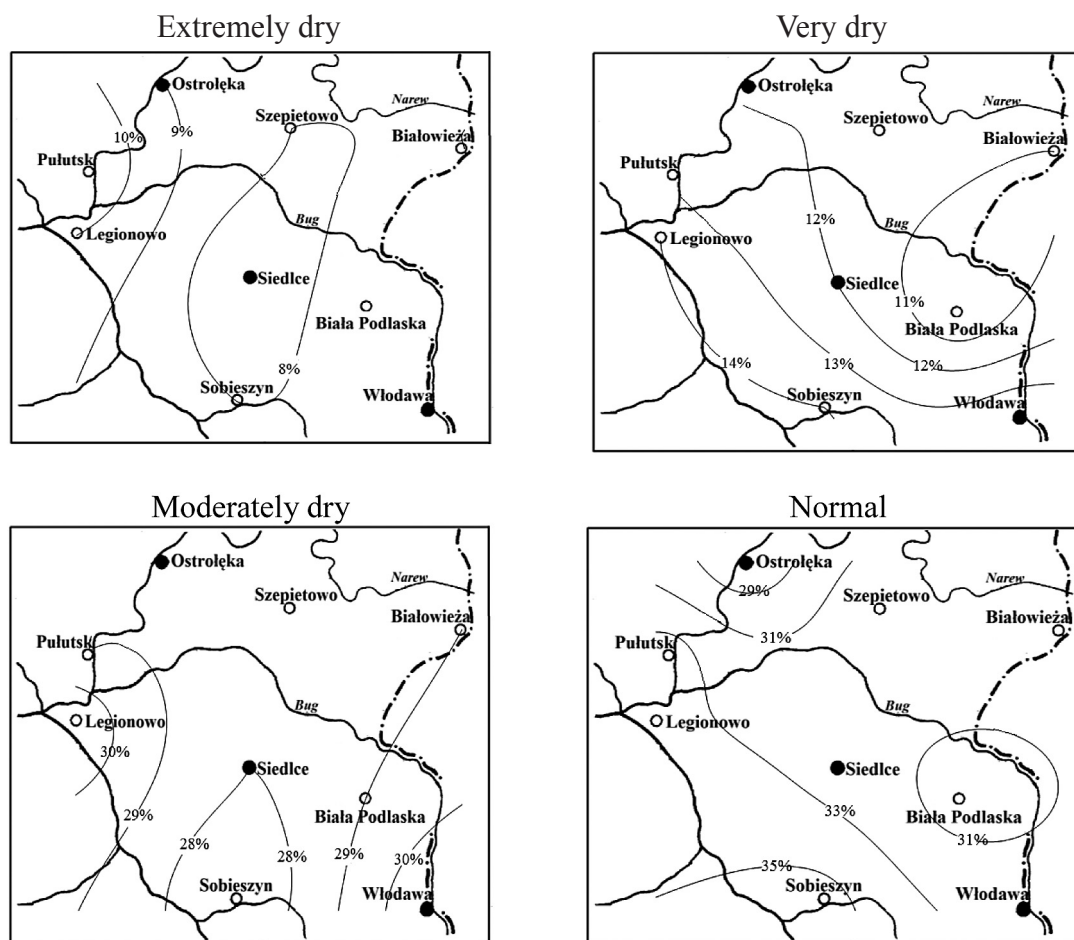 Extremely dry
Ostrołęka
Narew
Szepietowo
10%
9%
Białowieża
Pułutsk
Bug
Legionowo
Siedlce
Biała Podlaska
8%
Sobieszyn
Włodawa
Very dry
Ostrołęka
Narew
Szepietowo
Białowieża
Pułutsk
12%
Bug
Legionowo
Siedlce
11%
Biała Podlaska
14%
13%
12%
Sobieszyn
Włodawa
Moderately dry
Ostrołęka
Narew
Szepietowo
Białowieża
Pułutsk
Bug
Legionowo
30%
Siedlce
29%
Biała Podlaska
28%
28%
29%
30%
Sobieszyn
Włodawa
Normal
Ostrołęka
Narew
29%
Szepietowo
Białowieża
31%
Pułutsk
Bug
Legionowo
Siedlce
33%
Biała Podlaska
31%
35%
Sobieszyn
Włodawa